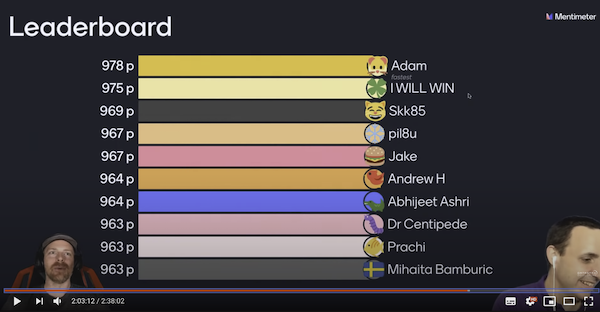 Leaderboard
Mentimeter
978 p Adam
fastest
975 p I WILL WIN
969 p Skk85
967 p pil8u
967 p Jake
964 p Andrew H
964 p Abhijeet Ashri
963 p Dr Centipede
963 p Prachi
963 p Mihaita Bamburic
2:03:12 / 2:38:02